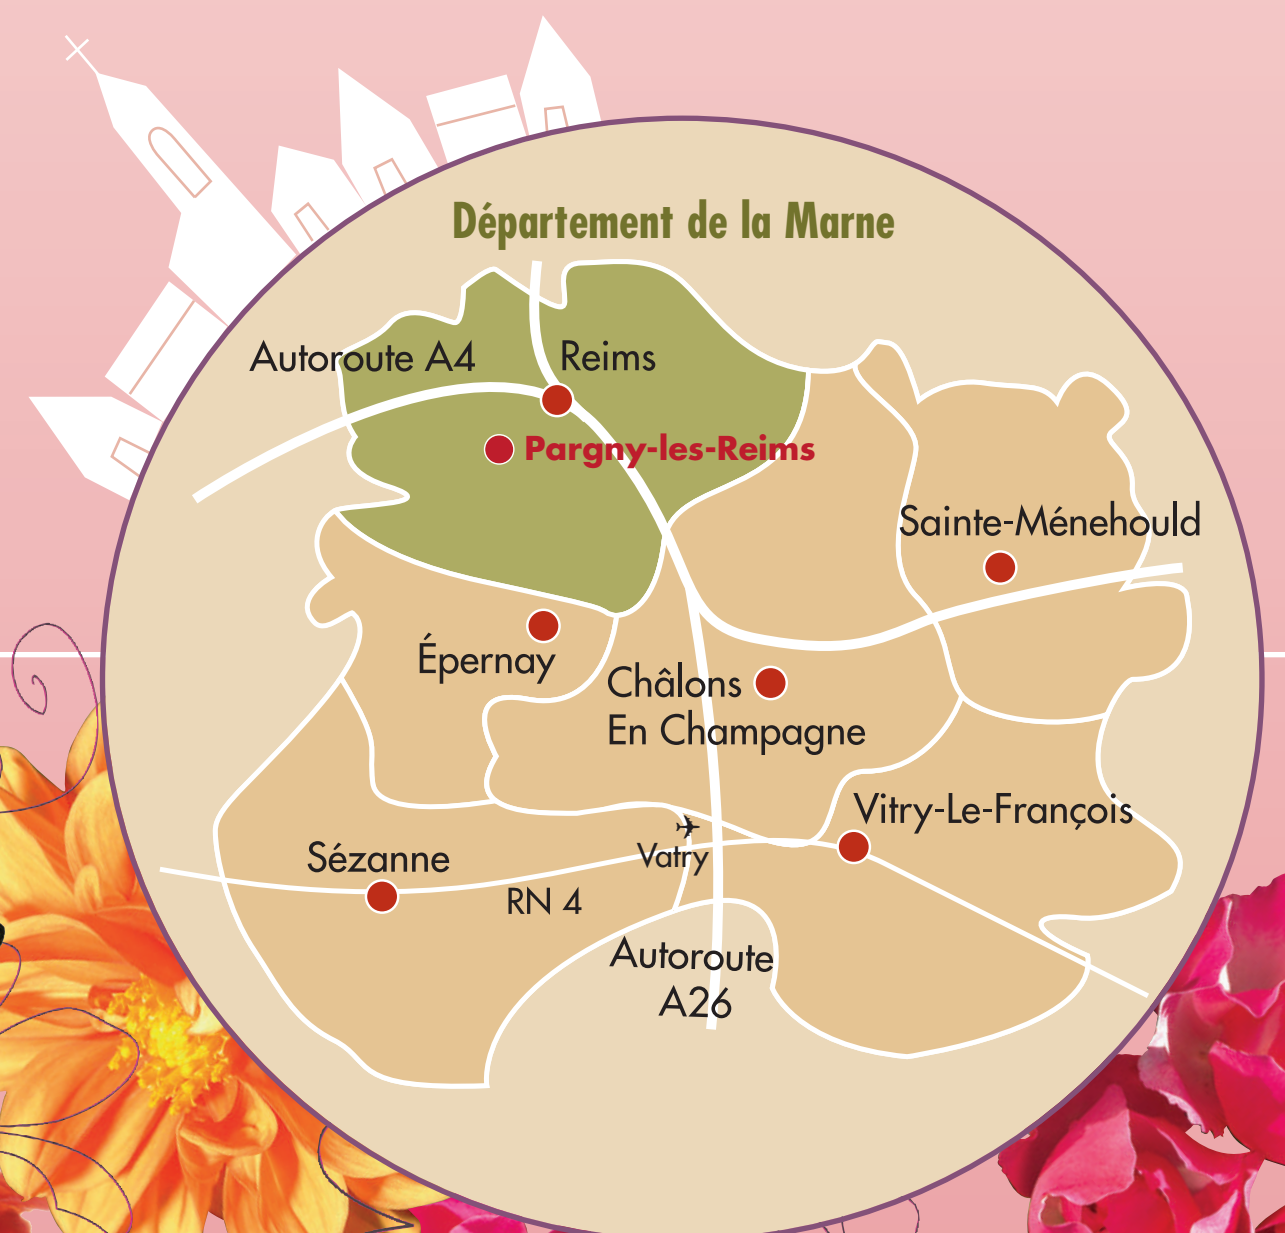 Département de la Marne
Autoroute A4
Reims
Pargny-les-Reims
Sainte-Ménehould
Épernay
Châlons
En Champagne
Vitry-Le-François
Vatry
Sézanne
RN 4
Autoroute
A26